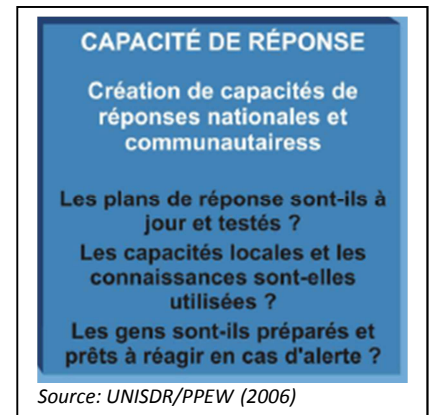 CAPACITÉ DE RÉPONSE
Création de capacités de
réponses nationales et
communautairess
Les plans de réponse sont-ils à
jour et testés ?
Les capacités locales et les
connaissances sont-elles
utilisées ?
Les gens sont-ils préparés et
prêts à réagir en cas d'alerte ?
Source: UNISDR/PPEW (2006)